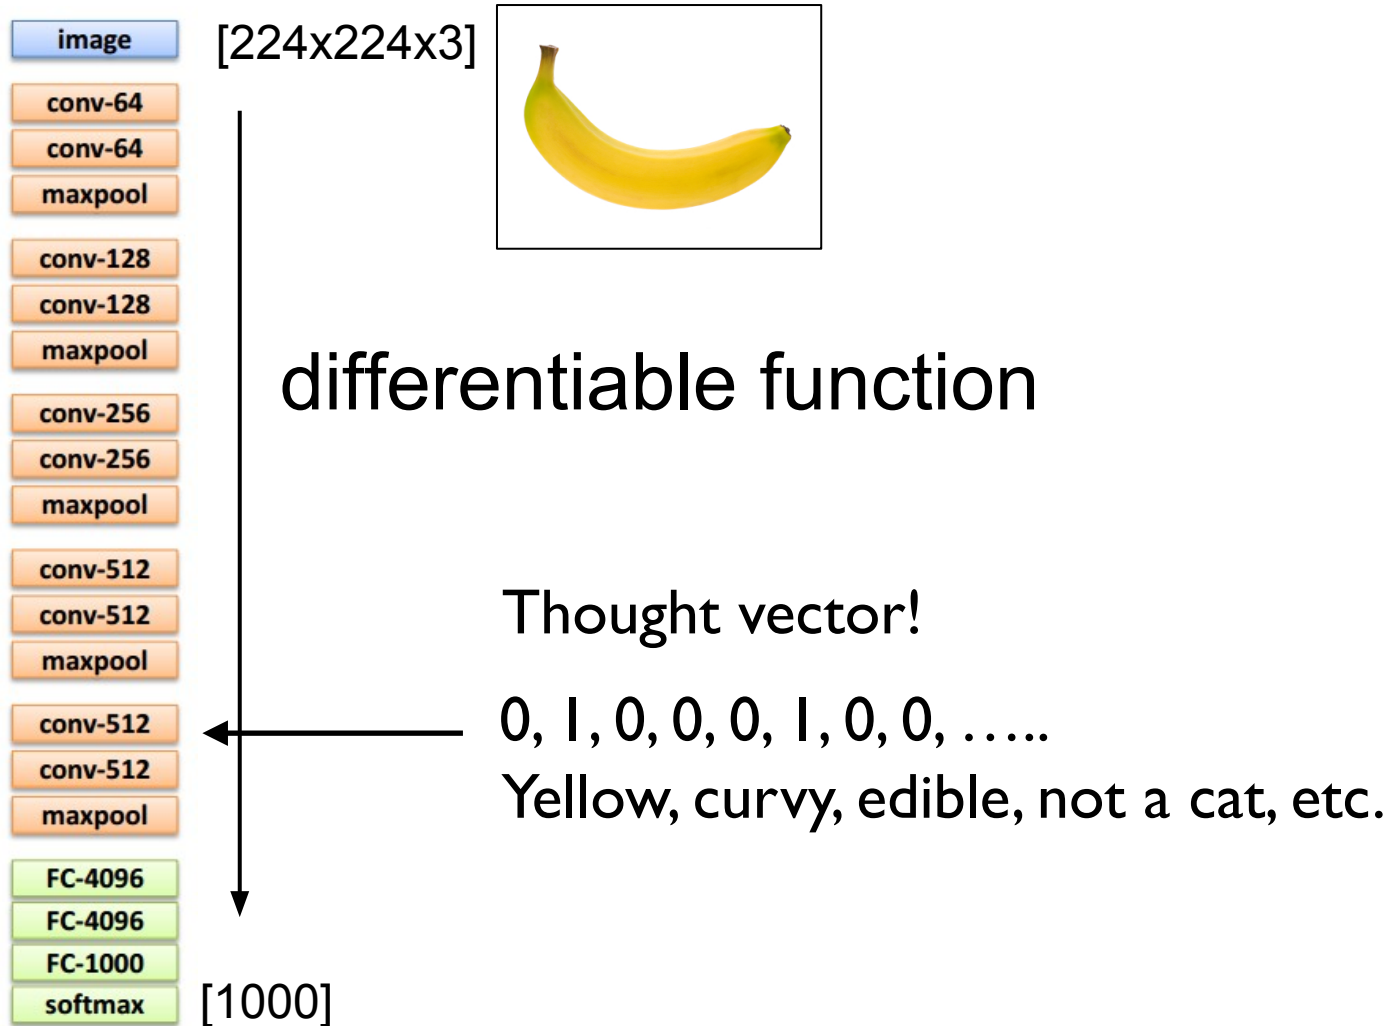 image
[224x224x3]
conv-64
conv-64
maxpool
conv-128
conv-128
maxpool
differentiable function
conv-256
conv-256
maxpool
conv-512
conv-512
maxpool
Thought vector!
conv-512
conv-512
maxpool
0, 1, 0, 0, 0, 1, 0, 0, .....
Yellow, curvy, edible, not a cat, etc.
FC-4096
FC-4096
FC-1000
softmax
[1000]